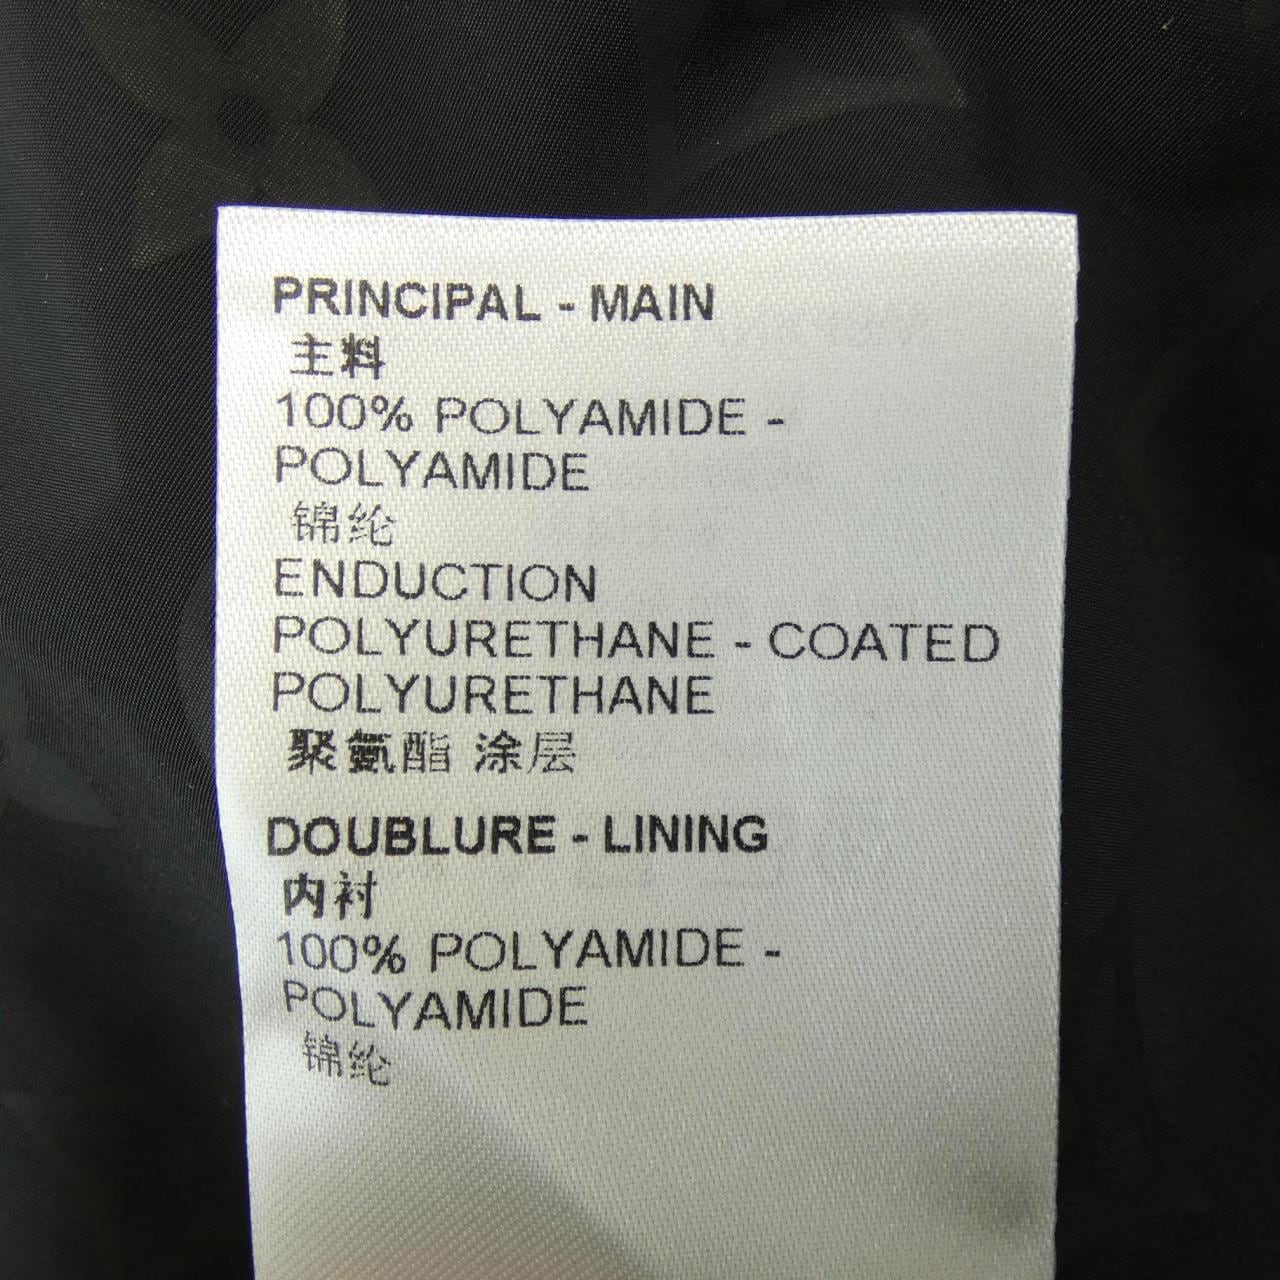 PRINCIPAL - MAIN
主料
100% POLYAMIDE -
POLYAMIDE
锦纶
ENDUCTION
POLYURETHANE - COATED
POLYURETHANE
聚氨酯 涂层
DOUBLURE - LINING
内衬
100% POLYAMIDE -
POLYAMIDE
锦纶